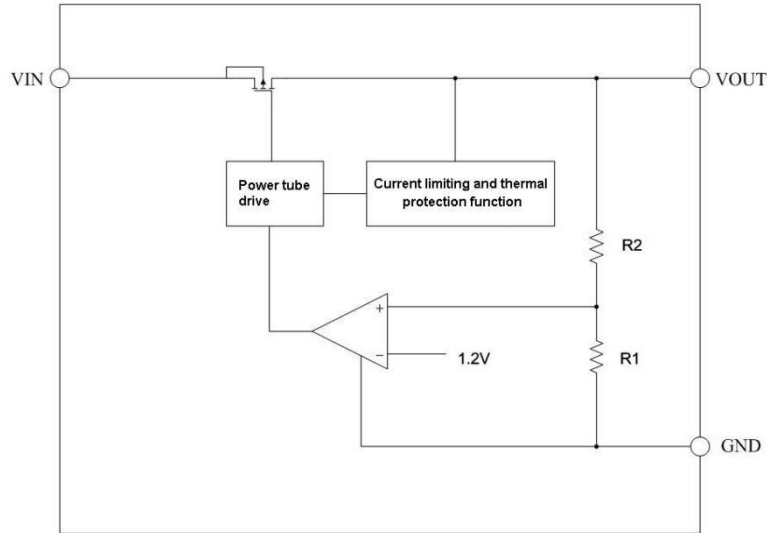 VIN
VOUT
Power tube
drive
Current limiting and thermal
protection function
R2
+
−
1.2V
R1
GND